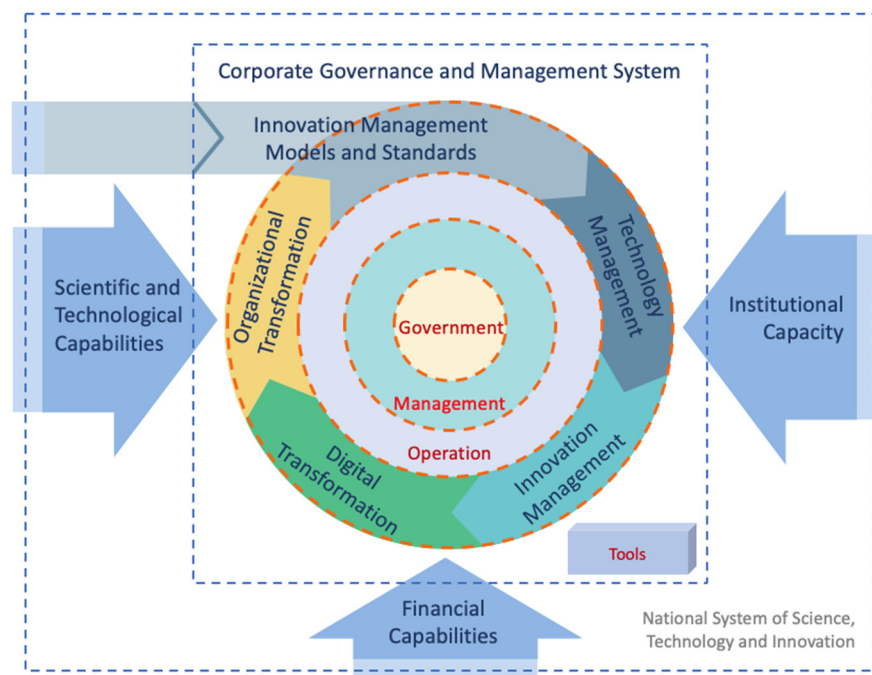 Corporate Governance and Management System
Innovation Management
Models and Standards
Technology
Management
Organizational
Transformation
Scientific and
Technological
Capabilities
Institutional
Capacity
Government
Management
Operation
Digital
Transformation
Innovation
Management
Tools
Financial
Capabilities
National System of Science,
Technology and Innovation